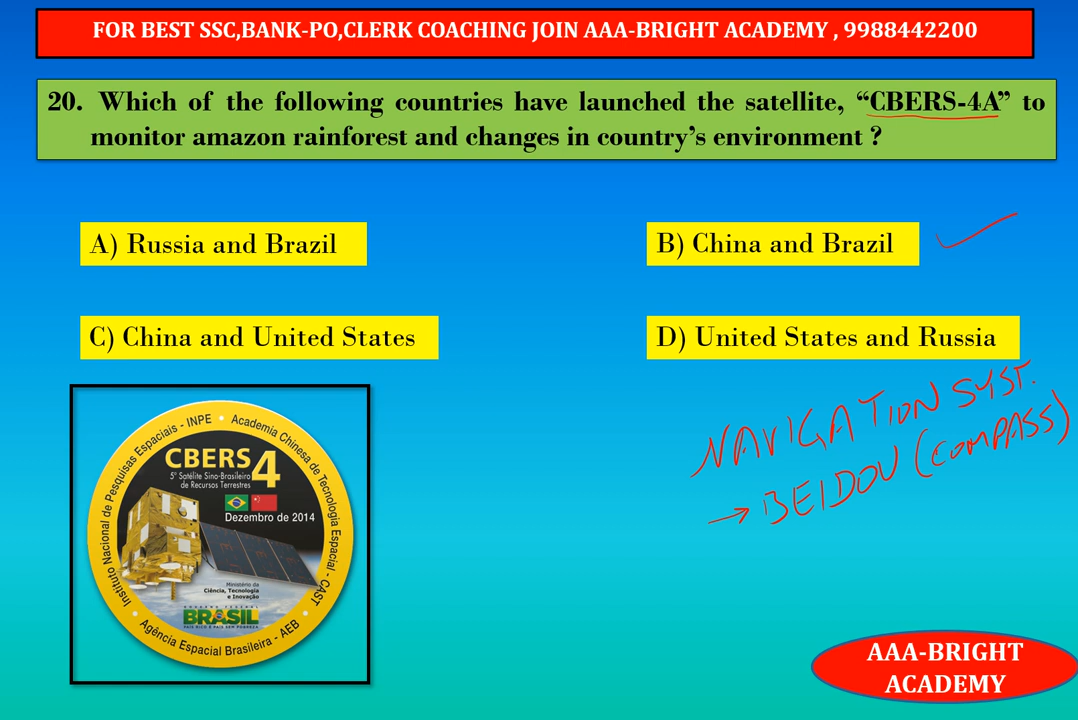 FOR BEST SSC,BANK-PO,CLERK COACHING JOIN AAA-BRIGHT ACADEMY , 9988442200
20. Which of the following countries have launched the satellite, “CBERS-4A” to
monitor amazon rainforest and changes in country’s environment ?
A) Russia and Brazil
B) China and Brazil
C) China and United States
D) United States and Russia
NAVIGATION SYST.
→ BEIDOU (COMPASS)
Instituto Nacional de Pesquisas Espaciais - INPE • Academia Chinesa de Tecnologia Espacial - CAST
CBERS 4
5º Satélite Sino-Brasileiro
de Recursos Terrestres
Dezembro de 2014
Ministério da
Ciência, Tecnologia
e Inovação
GOVERNO FEDERAL
BRASIL
PAÍS RICO É PAÍS SEM POBREZA
Agência Espacial Brasileira - AEB
AAA-BRIGHT
ACADEMY